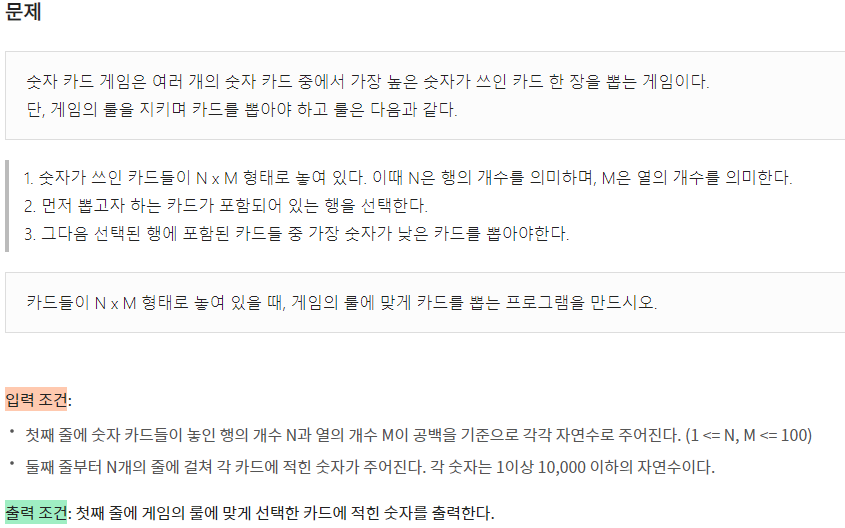 문제
숫자 카드 게임은 여러 개의 숫자 카드 중에서 가장 높은 숫자가 쓰인 카드 한 장을 뽑는 게임이다.
단, 게임의 룰을 지키며 카드를 뽑아야 하고 룰은 다음과 같다.
1. 숫자가 쓰인 카드들이 N x M 형태로 놓여 있다. 이때 N은 행의 개수를 의미하며, M은 열의 개수를 의미한다.
2. 먼저 뽑고자 하는 카드가 포함되어 있는 행을 선택한다.
3. 그다음 선택된 행에 포함된 카드들 중 가장 숫자가 낮은 카드를 뽑아야한다.
카드들이 N x M 형태로 놓여 있을 때, 게임의 룰에 맞게 카드를 뽑는 프로그램을 만드시오.
입력 조건:
• 첫째 줄에 숫자 카드들이 놓인 행의 개수 N과 열의 개수 M이 공백을 기준으로 각각 자연수로 주어진다. (1 <= N, M <= 100)
• 둘째 줄부터 N개의 줄에 걸쳐 각 카드에 적힌 숫자가 주어진다. 각 숫자는 1이상 10,000 이하의 자연수이다.
출력 조건: 첫째 줄에 게임의 룰에 맞게 선택한 카드에 적힌 숫자를 출력한다.